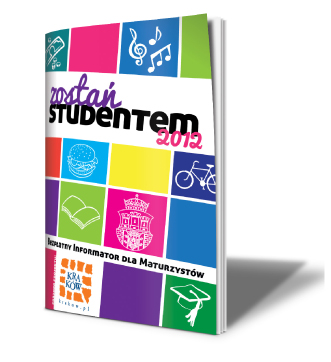 zostań
STUDENTEM
2012
BEZPŁATNY INFORMATOR DLA MATURZYSTÓW
KRA
KÓW
krakow.pl